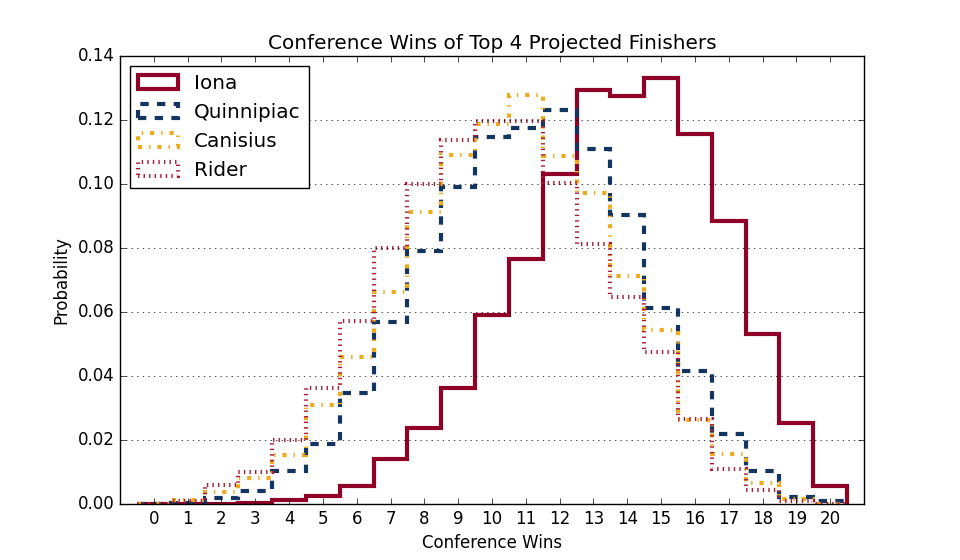 Conference Wins of Top 4 Projected Finishers
Iona
Quinnipiac
Canisius
Rider
0.14
0.12
0.10
0.08
0.06
0.04
0.02
0.00
Probability
0 1 2 3 4 5 6 7 8 9 10 11 12 13 14 15 16 17 18 19 20
Conference Wins